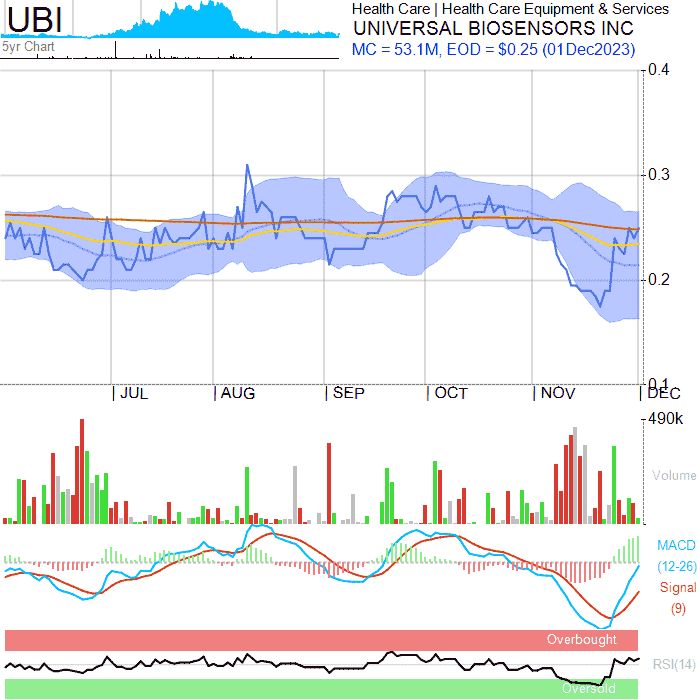 UBI
5yr Chart
Health Care | Health Care Equipment & Services
UNIVERSAL BIOSENSORS INC
MC = 53.1M, EOD = $0.25 (01Dec2023)
0.4
0.3
0.2
0.1
JUL AUG SEP OCT NOV DEC
490k
Volume
MACD
(12-26)
Signal
(9)
Overbought
RSI(14)
Oversold